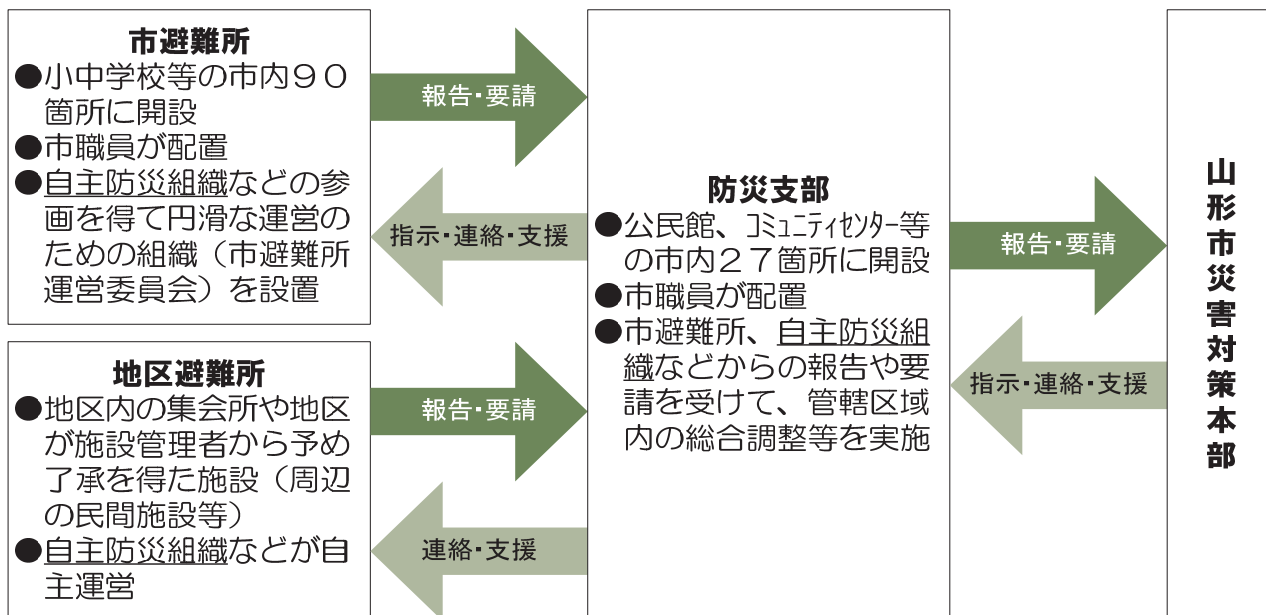 市避難所
●小中学校等の市内９０
箇所に開設
●市職員が配置
●自主防災組織などの参
画を得て円滑な運営の
ための組織（市避難所
運営委員会）を設置
報告・要請
指示・連絡・支援
地区避難所
●地区内の集会所や地区
が施設管理者から予め
了承を得た施設（周辺
の民間施設等）
●自主防災組織などが自
主運営
報告・要請
連絡・支援
防災支部
●公民館、コミュニティセンター等
の市内２７箇所に開設
●市職員が配置
●市避難所、自主防災組
織などからの報告や要
請を受けて、管轄区域
内の総合調整等を実施
報告・要請
指示・連絡・支援
山形市災害対策本部